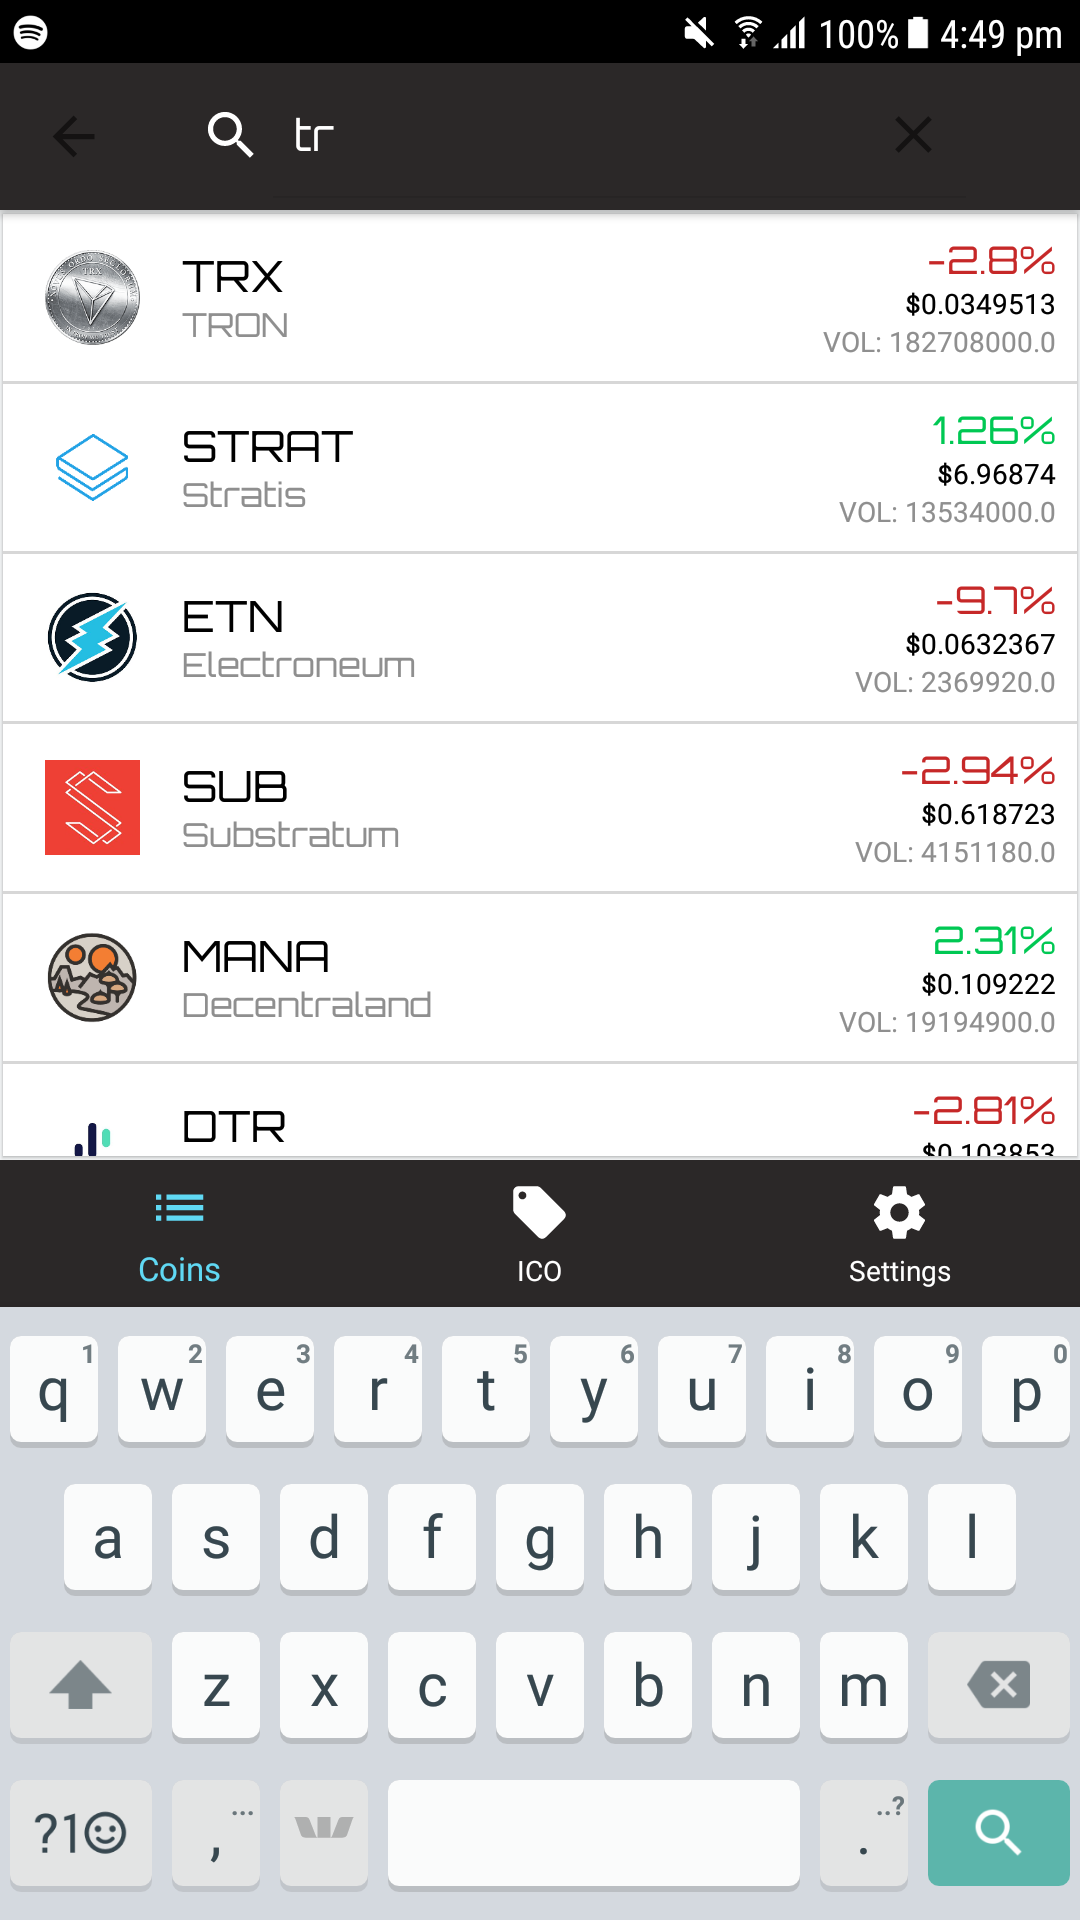 100% 4:49 pm
tr
TRX
TRON
-2.8%
$0.0349513
VOL: 182708000.0
STRAT
Stratis
1.26%
$6.96874
VOL: 13534000.0
ETN
Electroneum
-9.7%
$0.0632367
VOL: 2369920.0
SUB
Substratum
-2.94%
$0.618723
VOL: 4151180.0
MANA
Decentraland
2.31%
$0.109222
VOL: 19194900.0
DTR
-2.81%
$0.103853
Coins ICO Settings
1 2 3 4 5 6 7 8 9 0
q w e r t y u i o p
a s d f g h j k l
z x c v b n m
?1☺ , ... . ..?